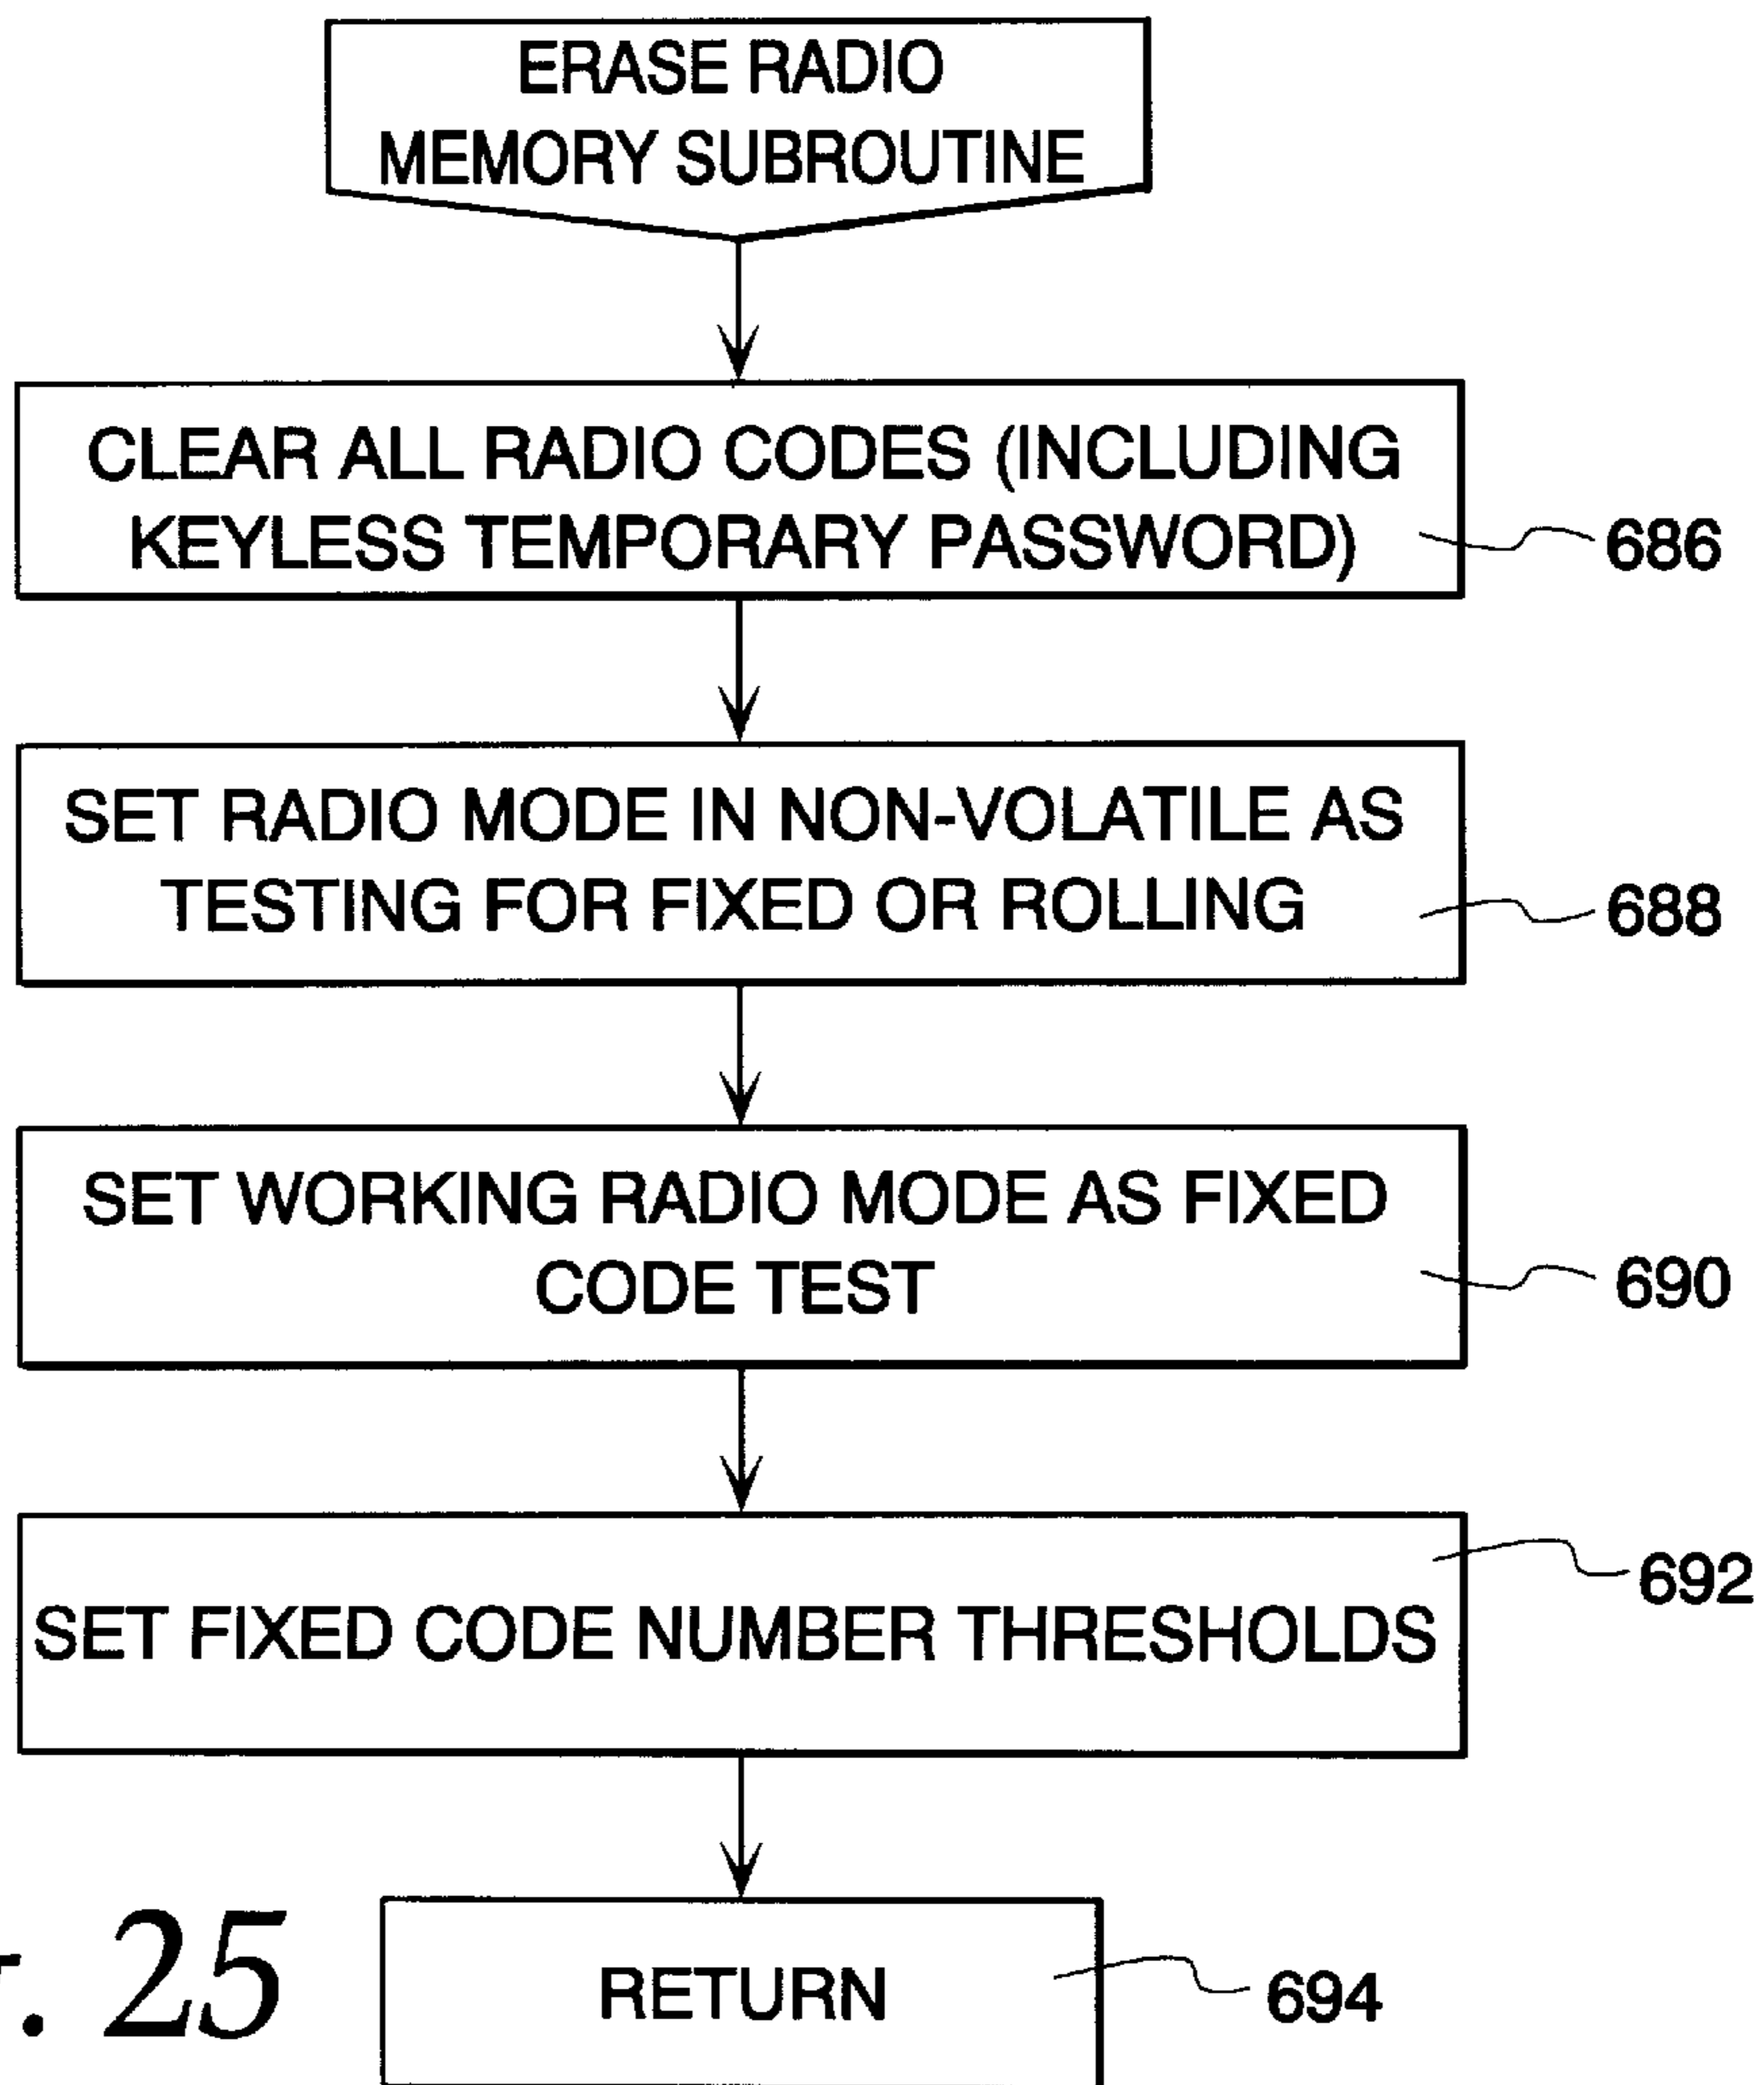 ERASE RADIO
MEMORY SUBROUTINE
CLEAR ALL RADIO CODES (INCLUDING
KEYLESS TEMPORARY PASSWORD)
686
SET RADIO MODE IN NON-VOLATILE AS
TESTING FOR FIXED OR ROLLING
688
SET WORKING RADIO MODE AS FIXED
CODE TEST
690
692
SET FIXED CODE NUMBER THRESHOLDS
25
RETURN
694